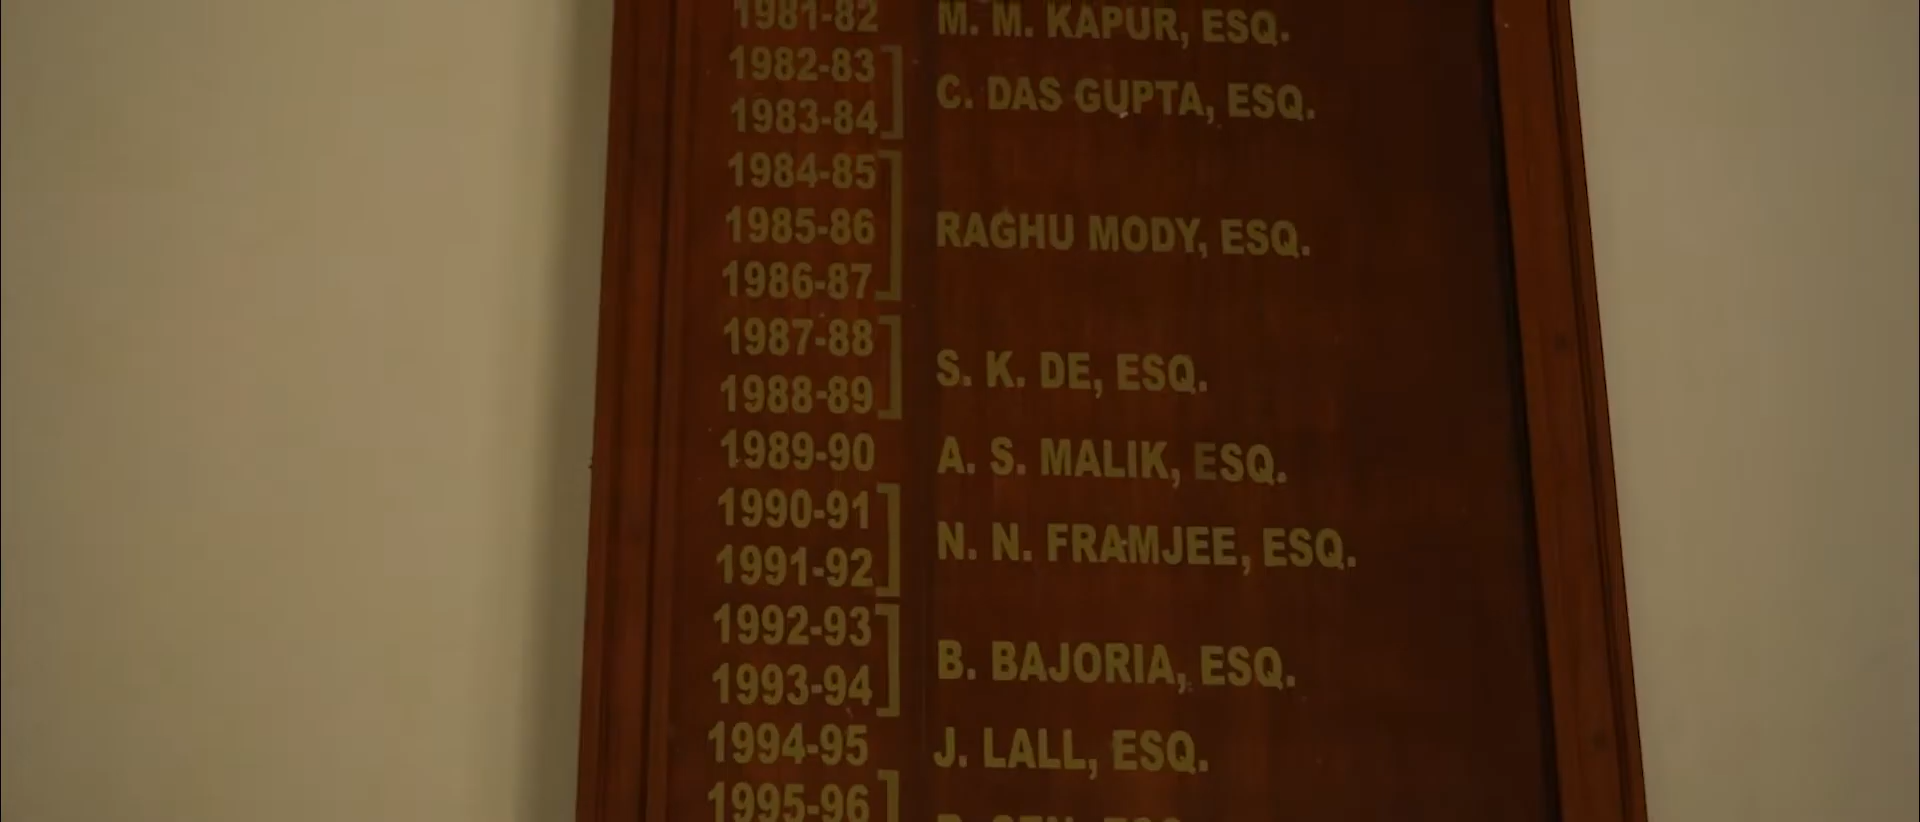 1981-82 M. M. KAPUR, ESQ.
1982-83
C. DAS GUPTA, ESQ.
1983-84
1984-85
1985-86 RAGHU MODY, ESQ.
1986-87
1987-88
S. K. DE, ESQ.
1988-89
1989-90 A. S. MALIK, ESQ.
1990-91
N. N. FRAMJEE, ESQ.
1991-92
1992-93
B. BAJORIA, ESQ.
1993-94
1994-95 J. LALL, ESQ.
1995-96